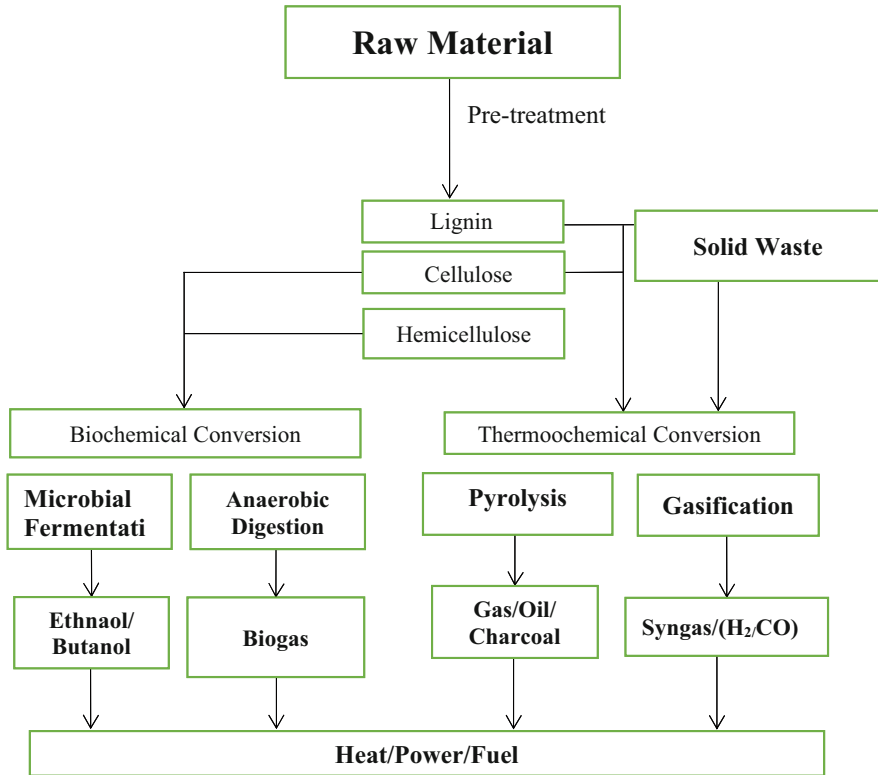 Raw Material
Pre-treatment
Lignin
Solid Waste
Cellulose
Hemicellulose
Biochemical Conversion
Thermoochemical Conversion
Microbial
Fermentati
Anaerobic
Digestion
Pyrolysis
Gasification
Ethnaol/
Butanol
Biogas
Gas/Oil/
Charcoal
Syngas/(H₂/CO)
Heat/Power/Fuel